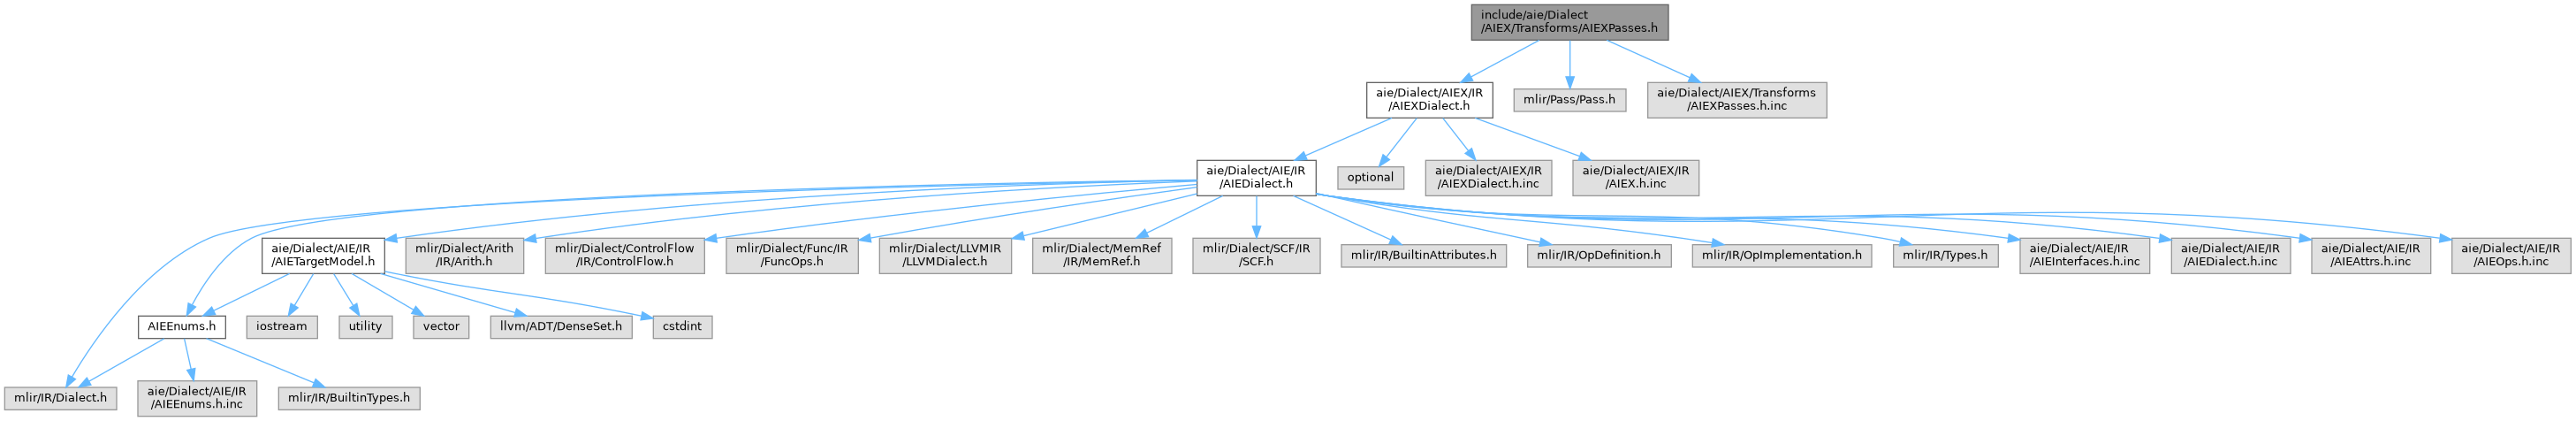 include/aie/Dialect
/AIEX/Transforms/AIEXPasses.h
aie/Dialect/AIEX/IR
/AIEXDialect.h
mlir/Pass/Pass.h
aie/Dialect/AIEX/Transforms
/AIEXPasses.h.inc
aie/Dialect/AIE/IR
/AIEDialect.h
optional
aie/Dialect/AIEX/IR
/AIEXDialect.h.inc
aie/Dialect/AIEX/IR
/AIEX.h.inc
aie/Dialect/AIE/IR
/AIETargetModel.h
mlir/Dialect/Arith
/IR/Arith.h
mlir/Dialect/ControlFlow
/IR/ControlFlow.h
mlir/Dialect/Func/IR
/FuncOps.h
mlir/Dialect/LLVMIR
/LLVMDialect.h
mlir/Dialect/MemRef
/IR/MemRef.h
mlir/Dialect/SCF/IR
/SCF.h
mlir/IR/BuiltinAttributes.h
mlir/IR/OpDefinition.h
mlir/IR/OpImplementation.h
mlir/IR/Types.h
aie/Dialect/AIE/IR
/AIEInterfaces.h.inc
aie/Dialect/AIE/IR
/AIEDialect.h.inc
aie/Dialect/AIE/IR
/AIEAttrs.h.inc
aie/Dialect/AIE/IR
/AIEOps.h.inc
AIEEnums.h
iostream
utility
vector
llvm/ADT/DenseSet.h
cstdint
mlir/IR/Dialect.h
aie/Dialect/AIE/IR
/AIEEnums.h.inc
mlir/IR/BuiltinTypes.h